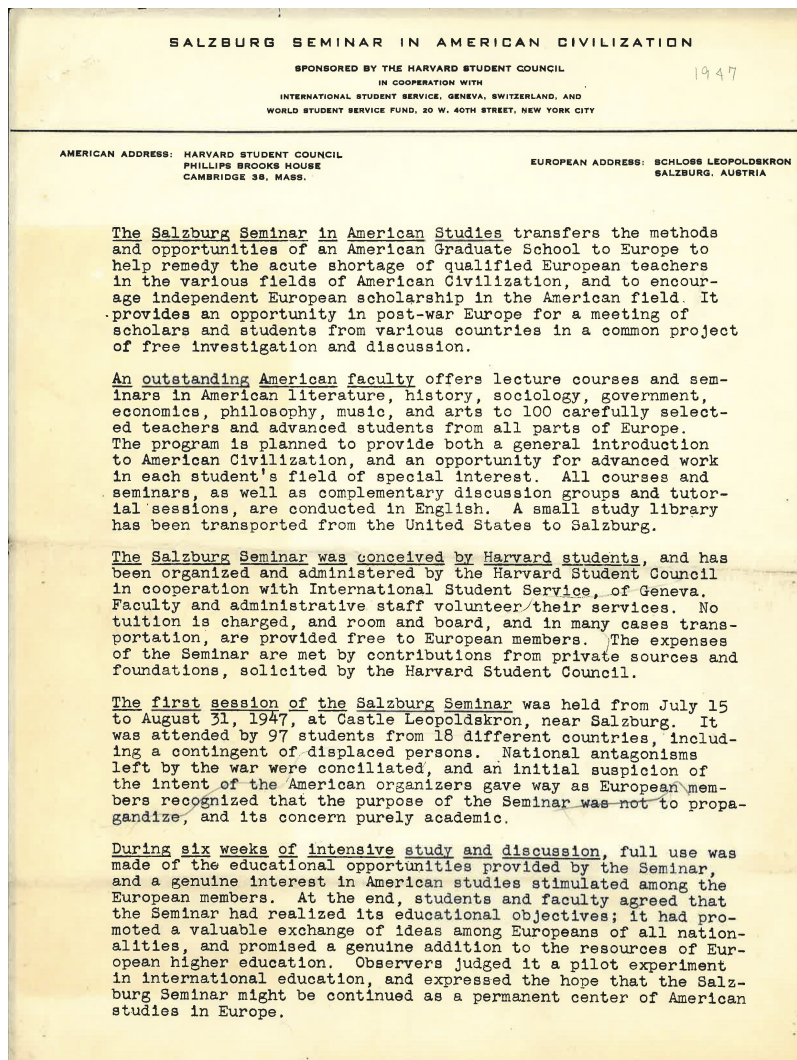 SALZBURG SEMINAR IN AMERICAN CIVILIZATION
SPONSORED BY THE HARVARD STUDENT COUNCIL
IN COOPERATION WITH
INTERNATIONAL STUDENT SERVICE, GENEVA, SWITZERLAND, AND
WORLD STUDENT SERVICE FUND, 20 W. 40TH STREET, NEW YORK CITY
1947
AMERICAN ADDRESS: HARVARD STUDENT COUNCIL
PHILLIPS BROOKS HOUSE
CAMBRIDGE 38, MASS.
EUROPEAN ADDRESS: SCHLOSS LEOPOLDSKRON
SALZBURG, AUSTRIA
The Salzburg Seminar in American Studies transfers the methods
and opportunities of an American Graduate School to Europe to
help remedy the acute shortage of qualified European teachers
in the various fields of American Civilization, and to encour-
age independent European scholarship in the American field. It
provides an opportunity in post-war Europe for a meeting of
scholars and students from various countries in a common project
of free investigation and discussion.
An outstanding American faculty offers lecture courses and sem-
inars in American literature, history, sociology, government,
economics, philosophy, music, and arts to 100 carefully select-
ed teachers and advanced students from all parts of Europe.
The program is planned to provide both a general introduction
to American Civilization, and an opportunity for advanced work
in each student's field of special interest. All courses and
seminars, as well as complementary discussion groups and tutor-
ial sessions, are conducted in English. A small study library
has been transported from the United States to Salzburg.
The Salzburg Seminar was conceived by Harvard students, and has
been organized and administered by the Harvard Student Council
in cooperation with International Student Service, of Geneva.
Faculty and administrative staff volunteer their services. No
tuition is charged, and room and board, and in many cases trans-
portation, are provided free to European members. The expenses
of the Seminar are met by contributions from private sources and
foundations, solicited by the Harvard Student Council.
The first session of the Salzburg Seminar was held from July 15
to August 31, 1947, at Castle Leopoldskron, near Salzburg. It
was attended by 97 students from 18 different countries, includ-
ing a contingent of displaced persons. National antagonisms
left by the war were conciliated, and an initial suspicion of
the intent of the American organizers gave way as European mem-
bers recognized that the purpose of the Seminar was not to propa-
gandize, and its concern purely academic.
During six weeks of intensive study and discussion, full use was
made of the educational opportunities provided by the Seminar,
and a genuine interest in American studies stimulated among the
European members. At the end, students and faculty agreed that
the Seminar had realized its educational objectives; it had pro-
moted a valuable exchange of ideas among Europeans of all nation-
alities, and promised a genuine addition to the resources of Eur-
opean higher education. Observers judged it a pilot experiment
in international education, and expressed the hope that the Salz-
burg Seminar might be continued as a permanent center of American
studies in Europe.